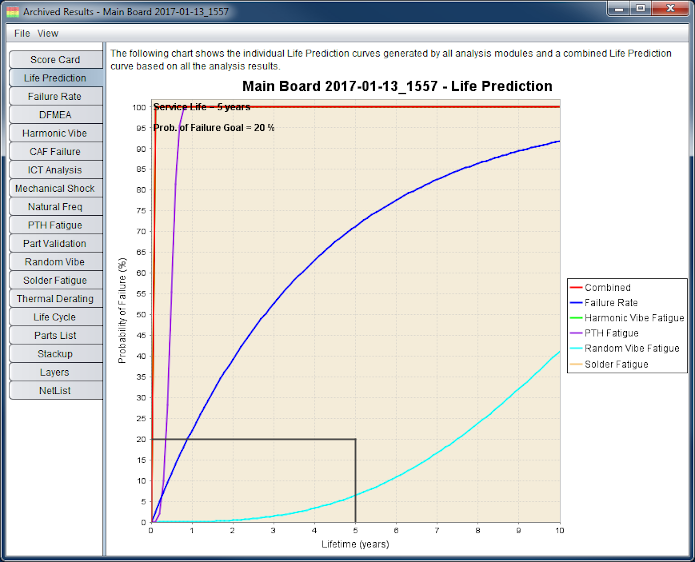 Archived Results - Main Board 2017-01-13_1557
File View
Score Card
Life Prediction
Failure Rate
DFMEA
Harmonic Vibe
CAF Failure
ICT Analysis
Mechanical Shock
Natural Freq
PTH Fatigue
Part Validation
Random Vibe
Solder Fatigue
Thermal Derating
Life Cycle
Parts List
Stackup
Layers
NetList
The following chart shows the individual Life Prediction curves generated by all analysis modules and a combined Life Prediction
curve based on all the analysis results.
Main Board 2017-01-13_1557 - Life Prediction
Service Life = 5 years
Prob. of Failure Goal = 20 %
Probability of Failure (%)
100
95
90
85
80
75
70
65
60
55
50
45
40
35
30
25
20
15
10
5
0
0 1 2 3 4 5 6 7 8 9 10
Lifetime (years)
Combined
Failure Rate
Harmonic Vibe Fatigue
PTH Fatigue
Random Vibe Fatigue
Solder Fatigue